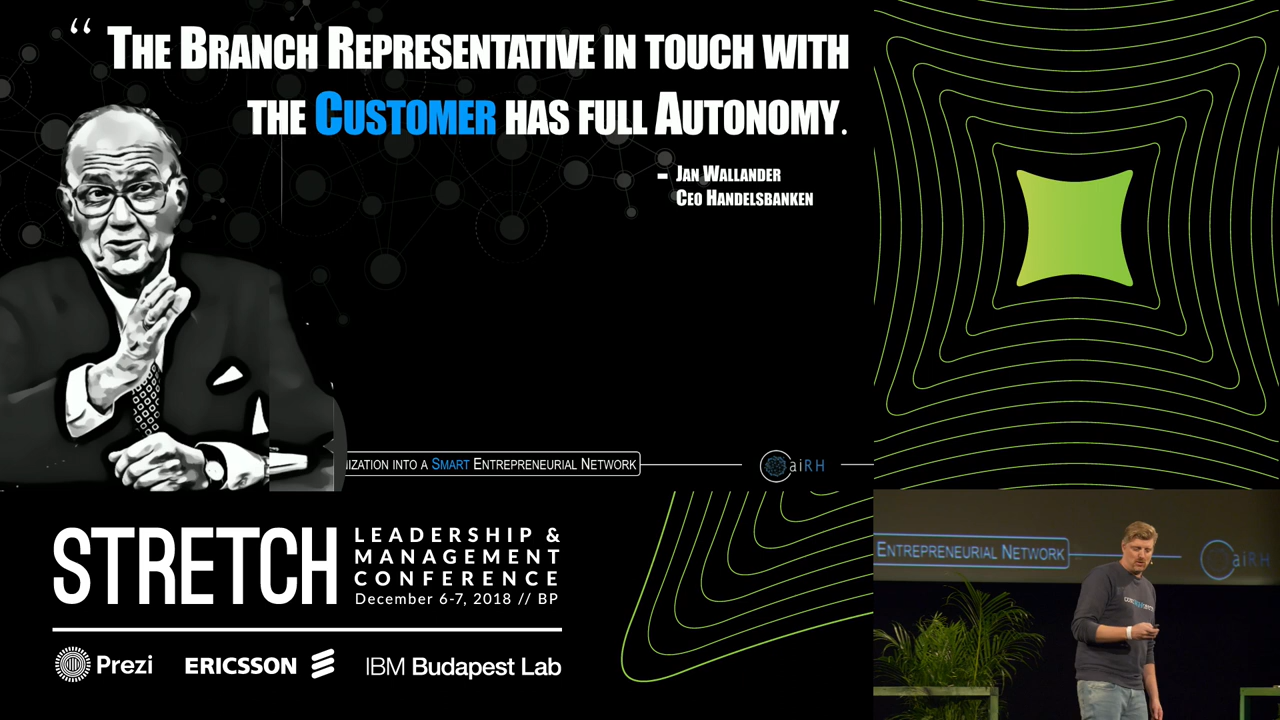 “ THE BRANCH REPRESENTATIVE IN TOUCH WITH
THE CUSTOMER HAS FULL AUTONOMY.
- JAN WALLANDER
CEO HANDELSBANKEN
NIZATION INTO A SMART ENTREPRENEURIAL NETWORK
aiRH
STRETCH
LEADERSHIP &
MANAGEMENT
CONFERENCE
December 6-7, 2018 // BP
Prezi
ERICSSON
IBM Budapest Lab
ENTREPRENEURIAL NETWORK
aiRH